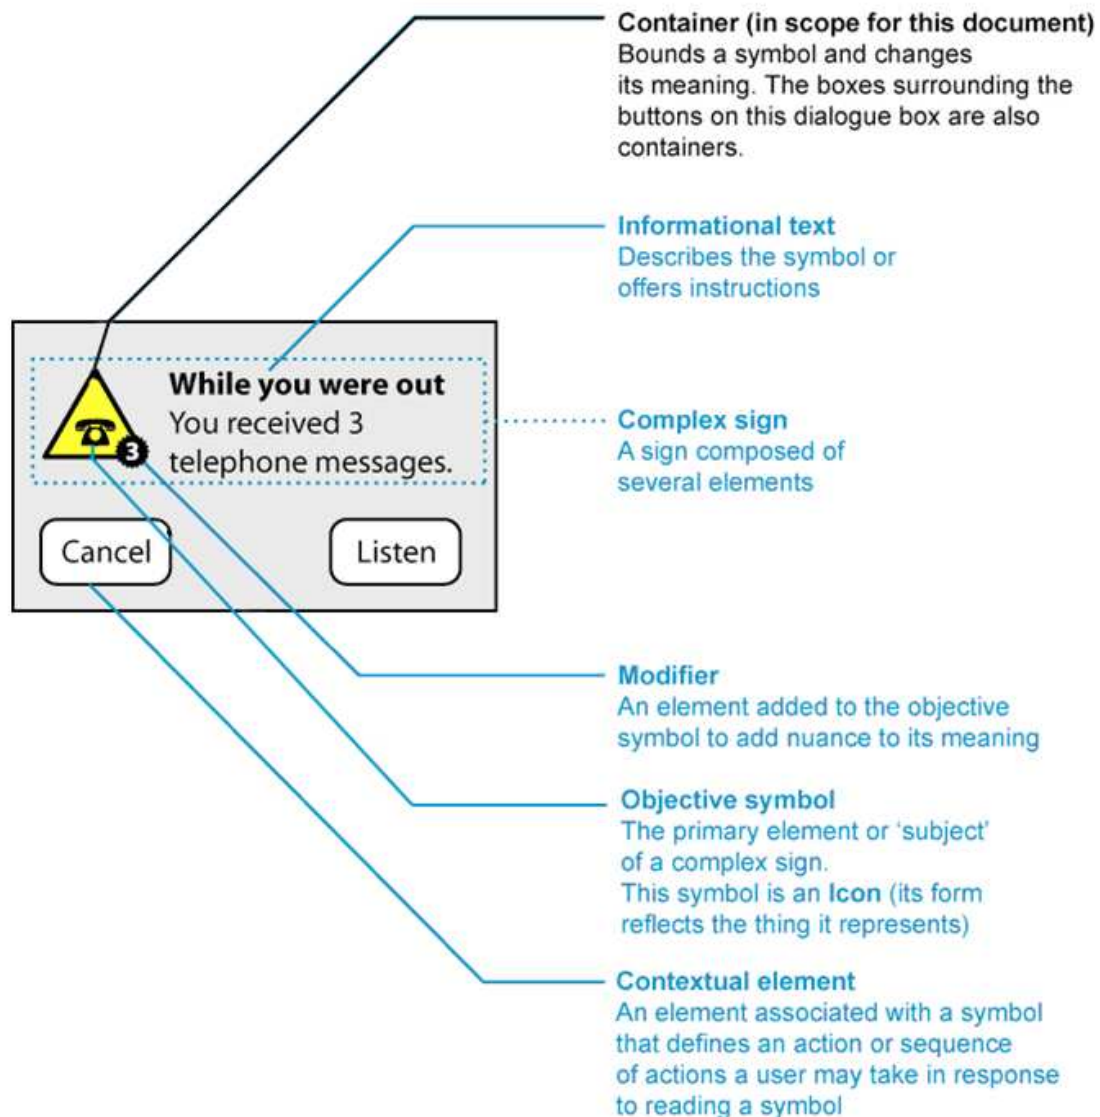 Container (in scope for this document)
Bounds a symbol and changes
its meaning. The boxes surrounding the
buttons on this dialogue box are also
containers.
Informational text
Describes the symbol or
offers instructions
While you were out
You received 3
telephone messages.
3
Complex sign
A sign composed of
several elements
Cancel
Listen
Modifier
An element added to the objective
symbol to add nuance to its meaning
Objective symbol
The primary element or ‘subject’
of a complex sign.
This symbol is an Icon (its form
reflects the thing it represents)
Contextual element
An element associated with a symbol
that defines an action or sequence
of actions a user may take in response
to reading a symbol